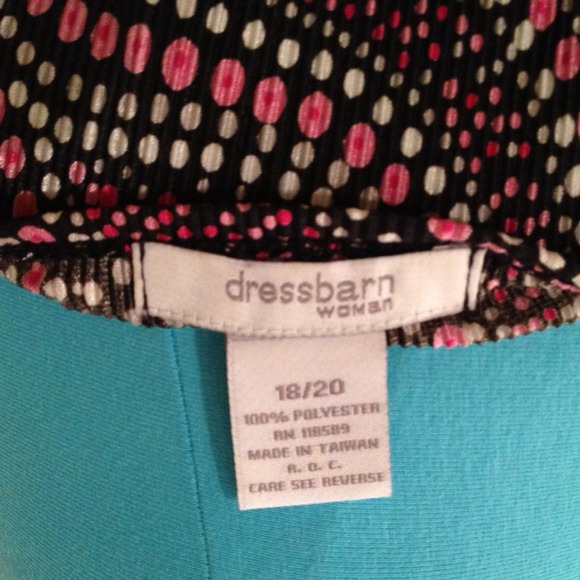 dressbarn
WOMAN
18/20
100% POLYESTER
RN 118589
MADE IN TAIWAN
R. O. C.
CARE SEE REVERSE